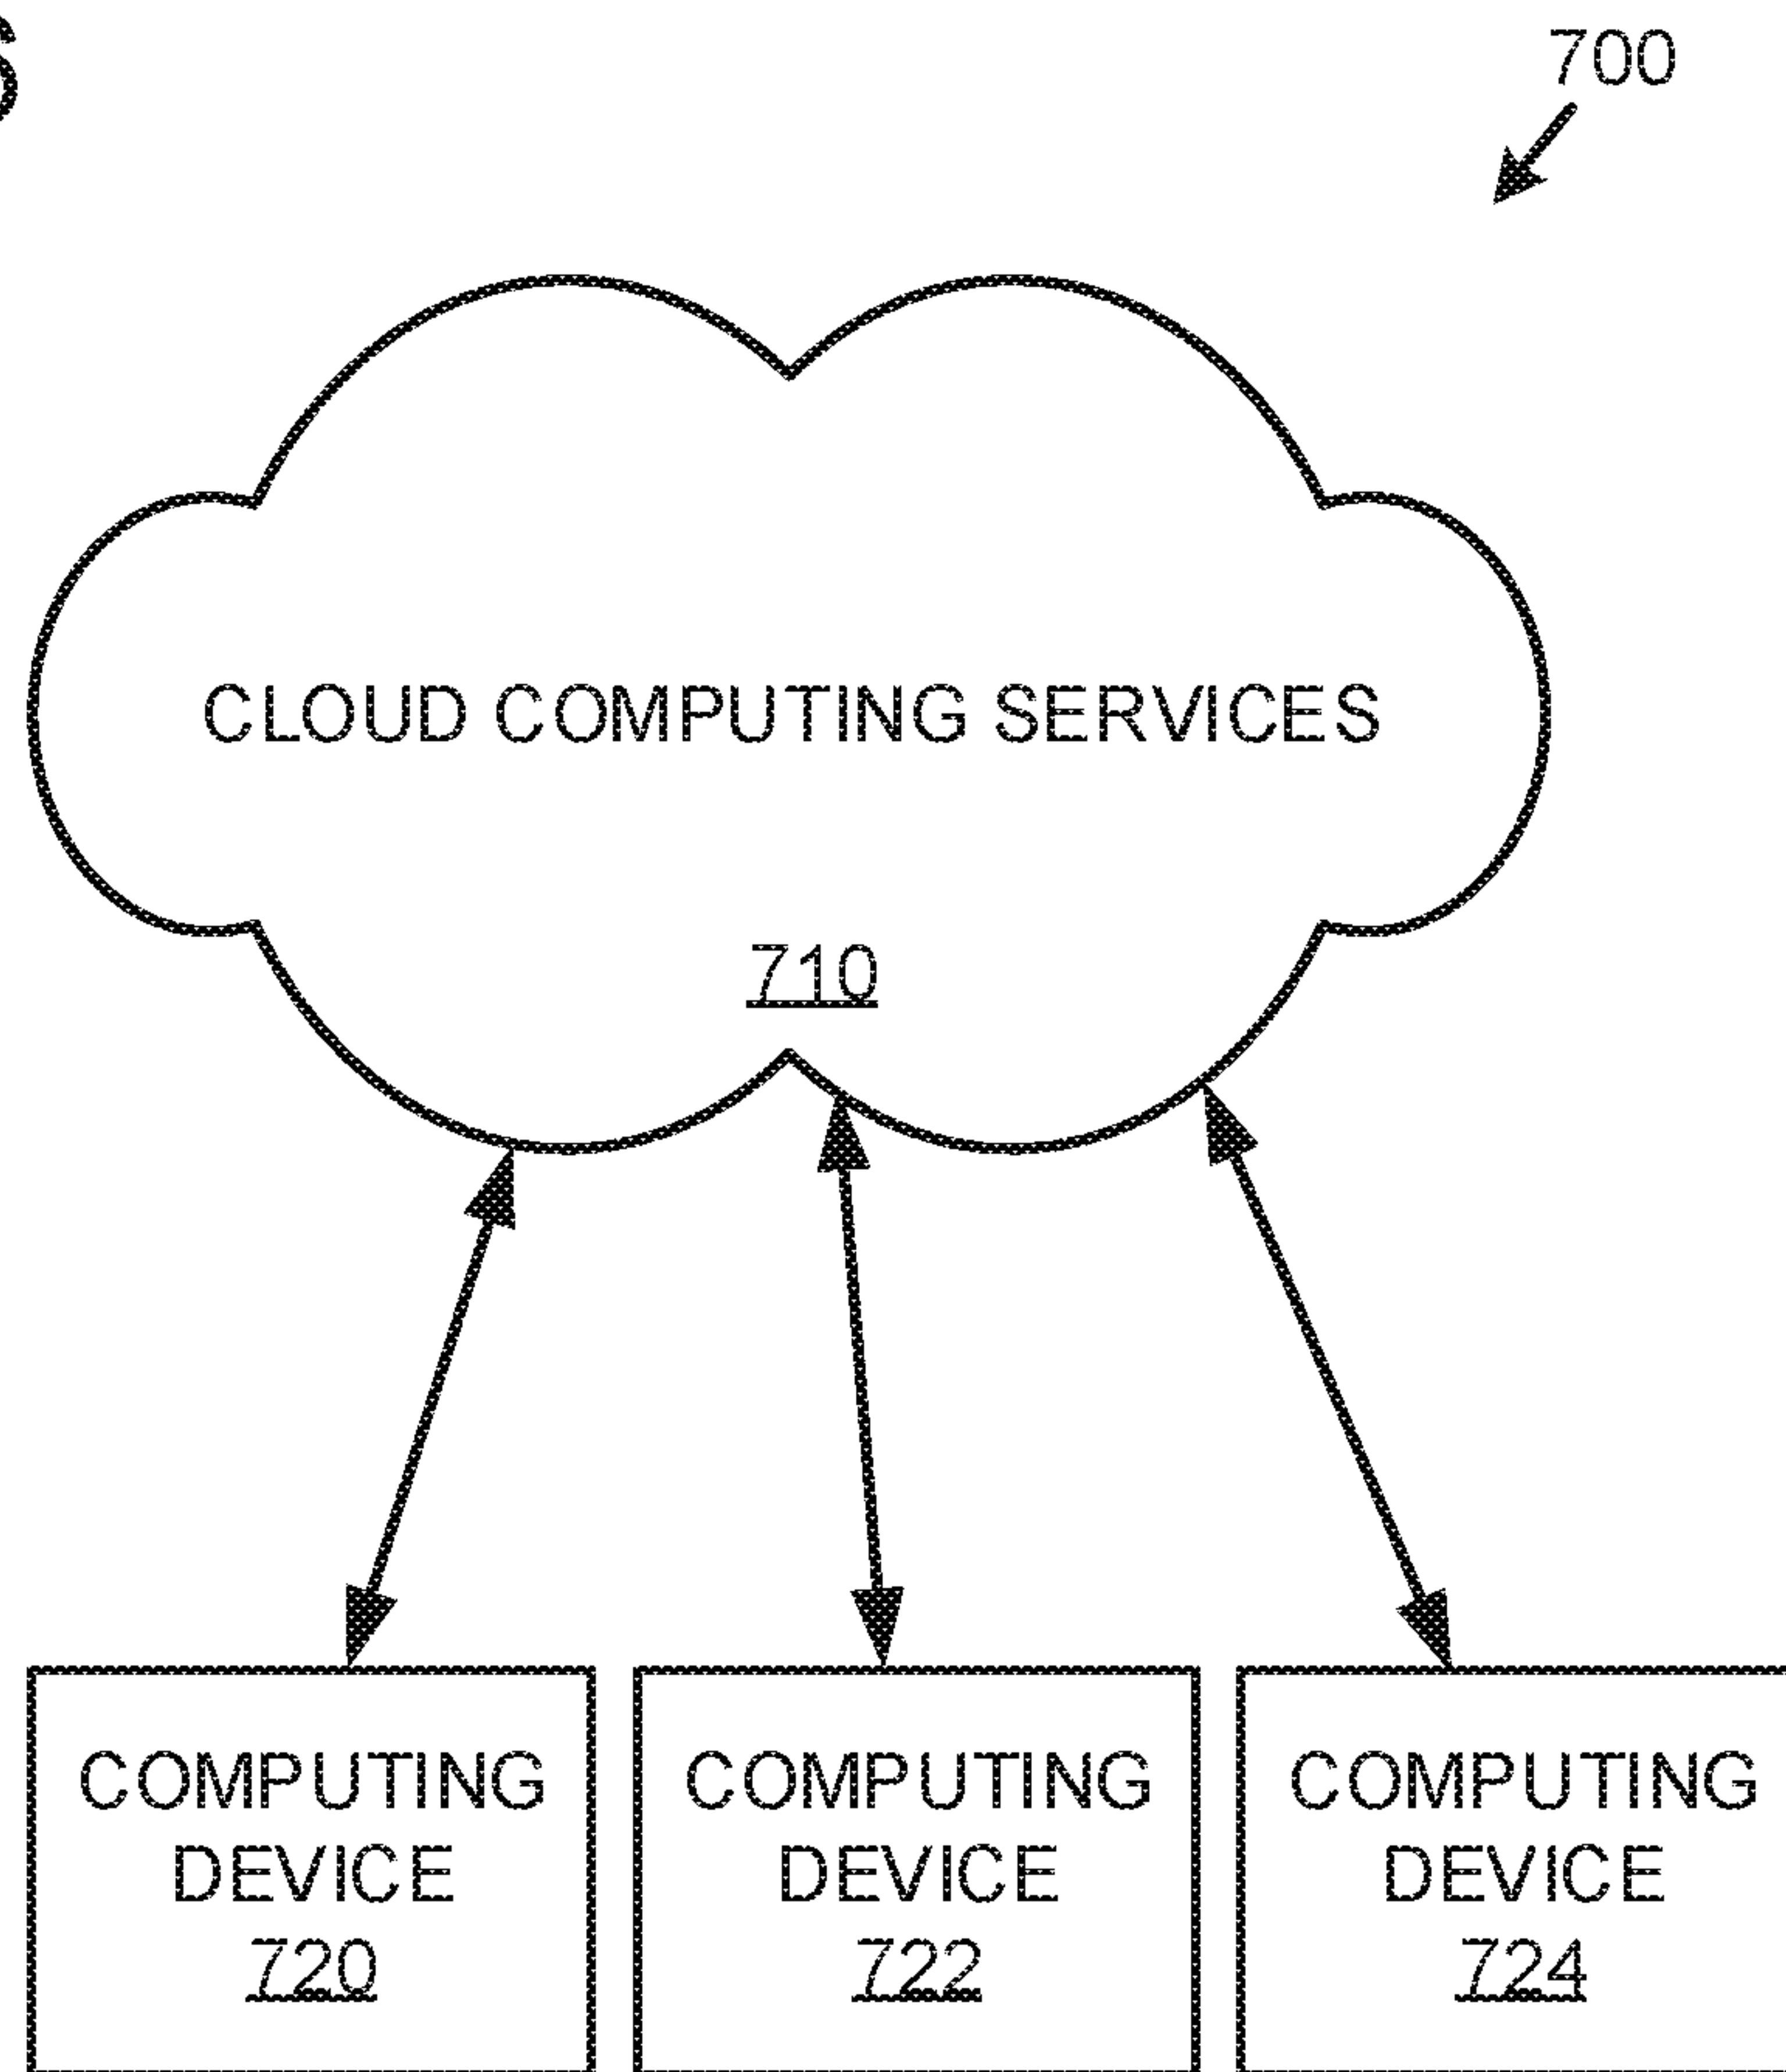 700
CLOUD COMPUTING SERVICES
710
COMPUTING
DEVICE
720
COMPUTING
DEVICE
722
COMPUTING
DEVICE
724